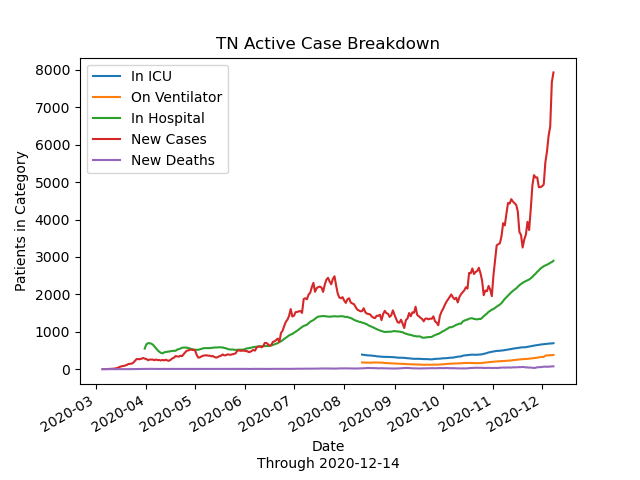 TN Active Case Breakdown
In ICU
On Ventilator
In Hospital
New Cases
New Deaths
Patients in Category
8000
7000
6000
5000
4000
3000
2000
1000
0
2020-03
2020-04
2020-05
2020-06
2020-07
2020-08
2020-09
2020-10
2020-11
2020-12
Date
Through 2020-12-14